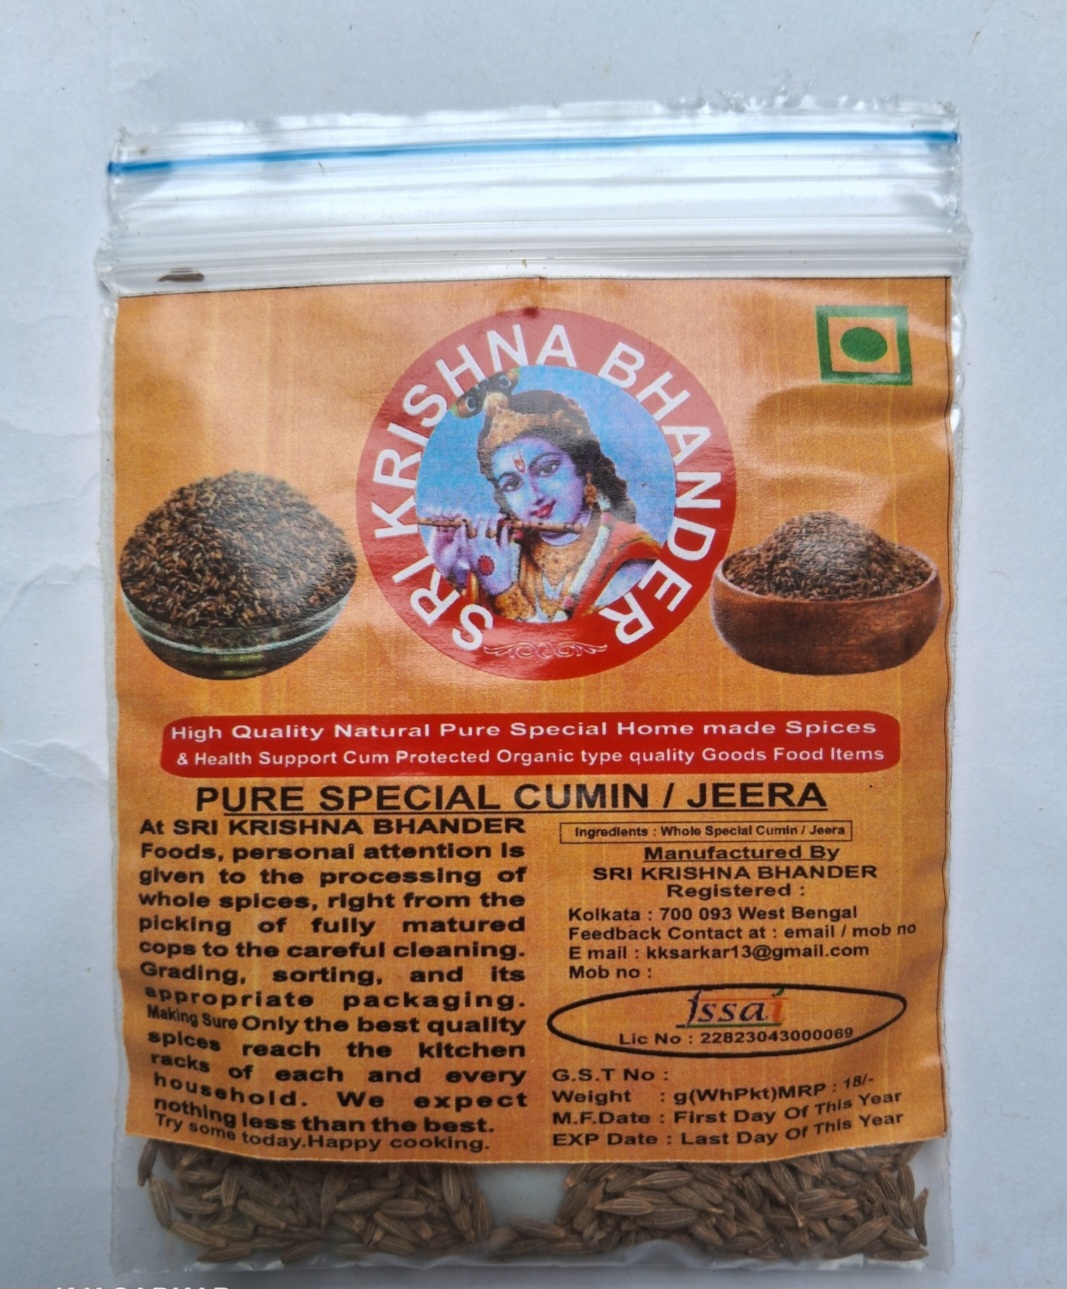 SRI KRISHNA BHANDER
High Quality Natural Pure Special Home made Spices
& Health Support Cum Protected Organic type quality Goods Food Items
PURE SPECIAL CUMIN / JEERA
At SRI KRISHNA BHANDER
Foods, personal attention is
given to the processing of
whole spices, right from the
picking of fully matured
cops to the careful cleaning.
Grading, sorting, and its
appropriate packaging.
Making Sure Only the best quality
spices reach the kitchen
racks of each and every
household. We expect
nothing less than the best.
Try some today.Happy cooking.
Ingredients : Whole Special Cumin / Jeera
Manufactured By
SRI KRISHNA BHANDER
Registered :
Kolkata : 700 093 West Bengal
Feedback Contact at : email / mob no
E mail : kksarkar13@gmail.com
Mob no :
fssai
Lic No : 22823043000069
G.S.T No :
Weight : g(WhPkt)MRP : 18/-
M.F.Date : First Day Of This Year
EXP Date : Last Day Of This Year